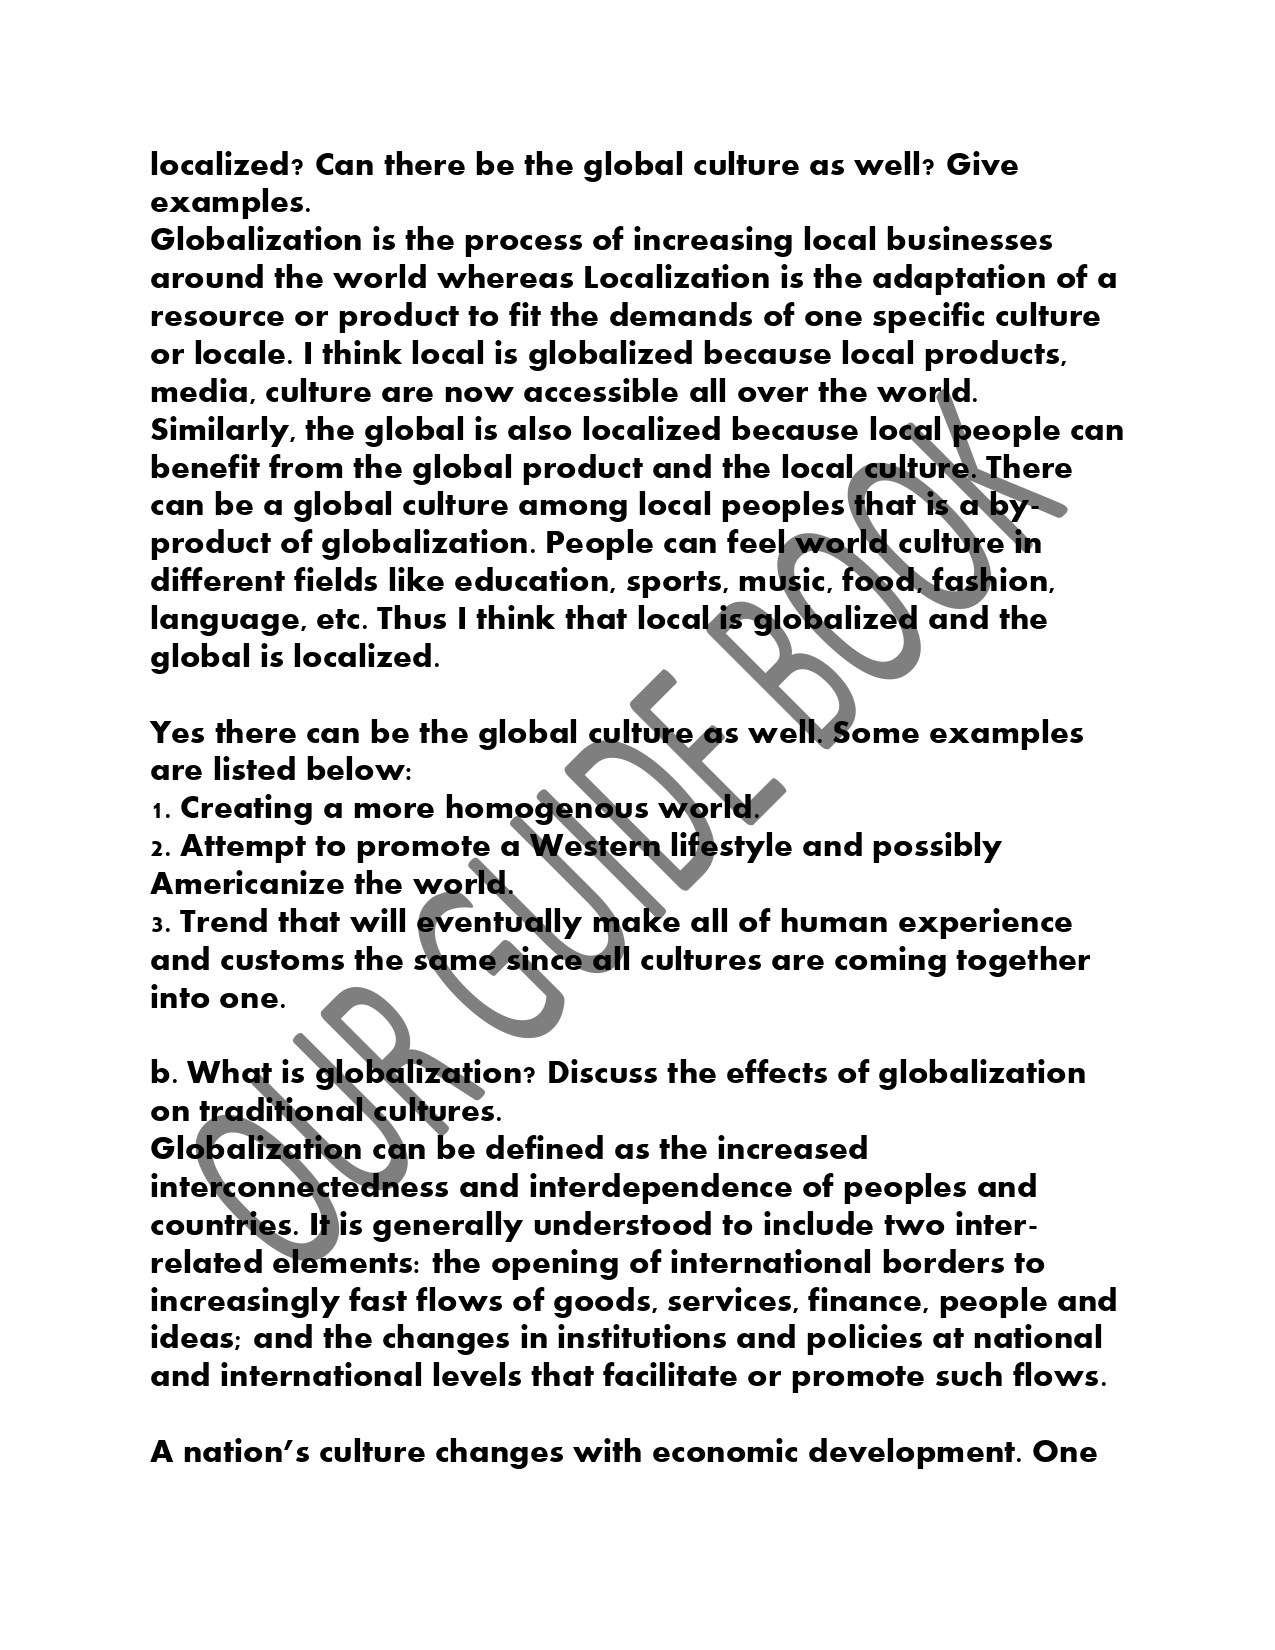 localized? Can there be the global culture as well? Give
examples.
Globalization is the process of increasing local businesses
around the world whereas Localization is the adaptation of a
resource or product to fit the demands of one specific culture
or locale. I think local is globalized because local products,
media, culture are now accessible all over the world.
Similarly, the global is also localized because local people can
benefit from the global product and the local culture. There
can be a global culture among local peoples that is a by-
product of globalization. People can feel world culture in
different fields like education, sports, music, food, fashion,
language, etc. Thus I think that local is globalized and the
global is localized.
Yes there can be the global culture as well. Some examples
are listed below:
1. Creating a more homogenous world.
2. Attempt to promote a Western lifestyle and possibly
Americanize the world.
3. Trend that will eventually make all of human experience
and customs the same since all cultures are coming together
into one.
b. What is globalization? Discuss the effects of globalization
on traditional cultures.
Globalization can be defined as the increased
interconnectedness and interdependence of peoples and
countries. It is generally understood to include two inter-
related elements: the opening of international borders to
increasingly fast flows of goods, services, finance, people and
ideas; and the changes in institutions and policies at national
and international levels that facilitate or promote such flows.
A nation's culture changes with economic development. One
OUR GUIDE BOOK